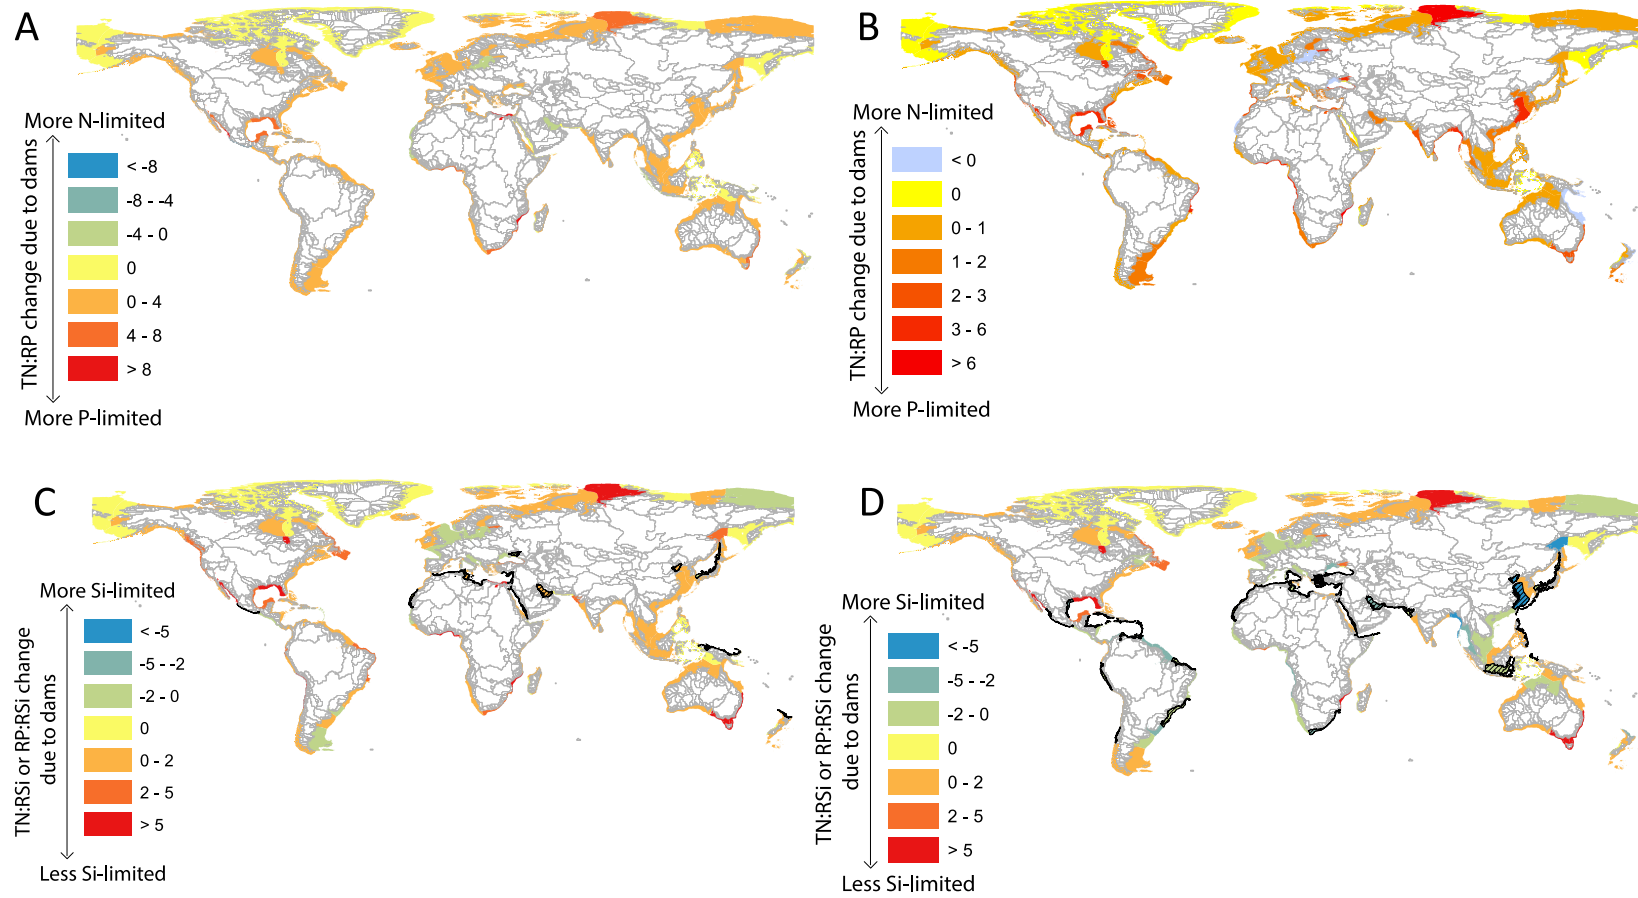 A
More N-limited
TN:RP change due to dams
< -8
-8 - -4
-4 - 0
0
0 - 4
4 - 8
> 8
More P-limited
B
More N-limited
TN:RP change due to dams
< 0
0
0 - 1
1 - 2
2 - 3
3 - 6
> 6
More P-limited
C
More Si-limited
TN:RSi or RP:RSi change
due to dams
< -5
-5 - -2
-2 - 0
0
0 - 2
2 - 5
> 5
Less Si-limited
D
More Si-limited
TN:RSi or RP:RSi change
due to dams
< -5
-5 - -2
-2 - 0
0
0 - 2
2 - 5
> 5
Less Si-limited